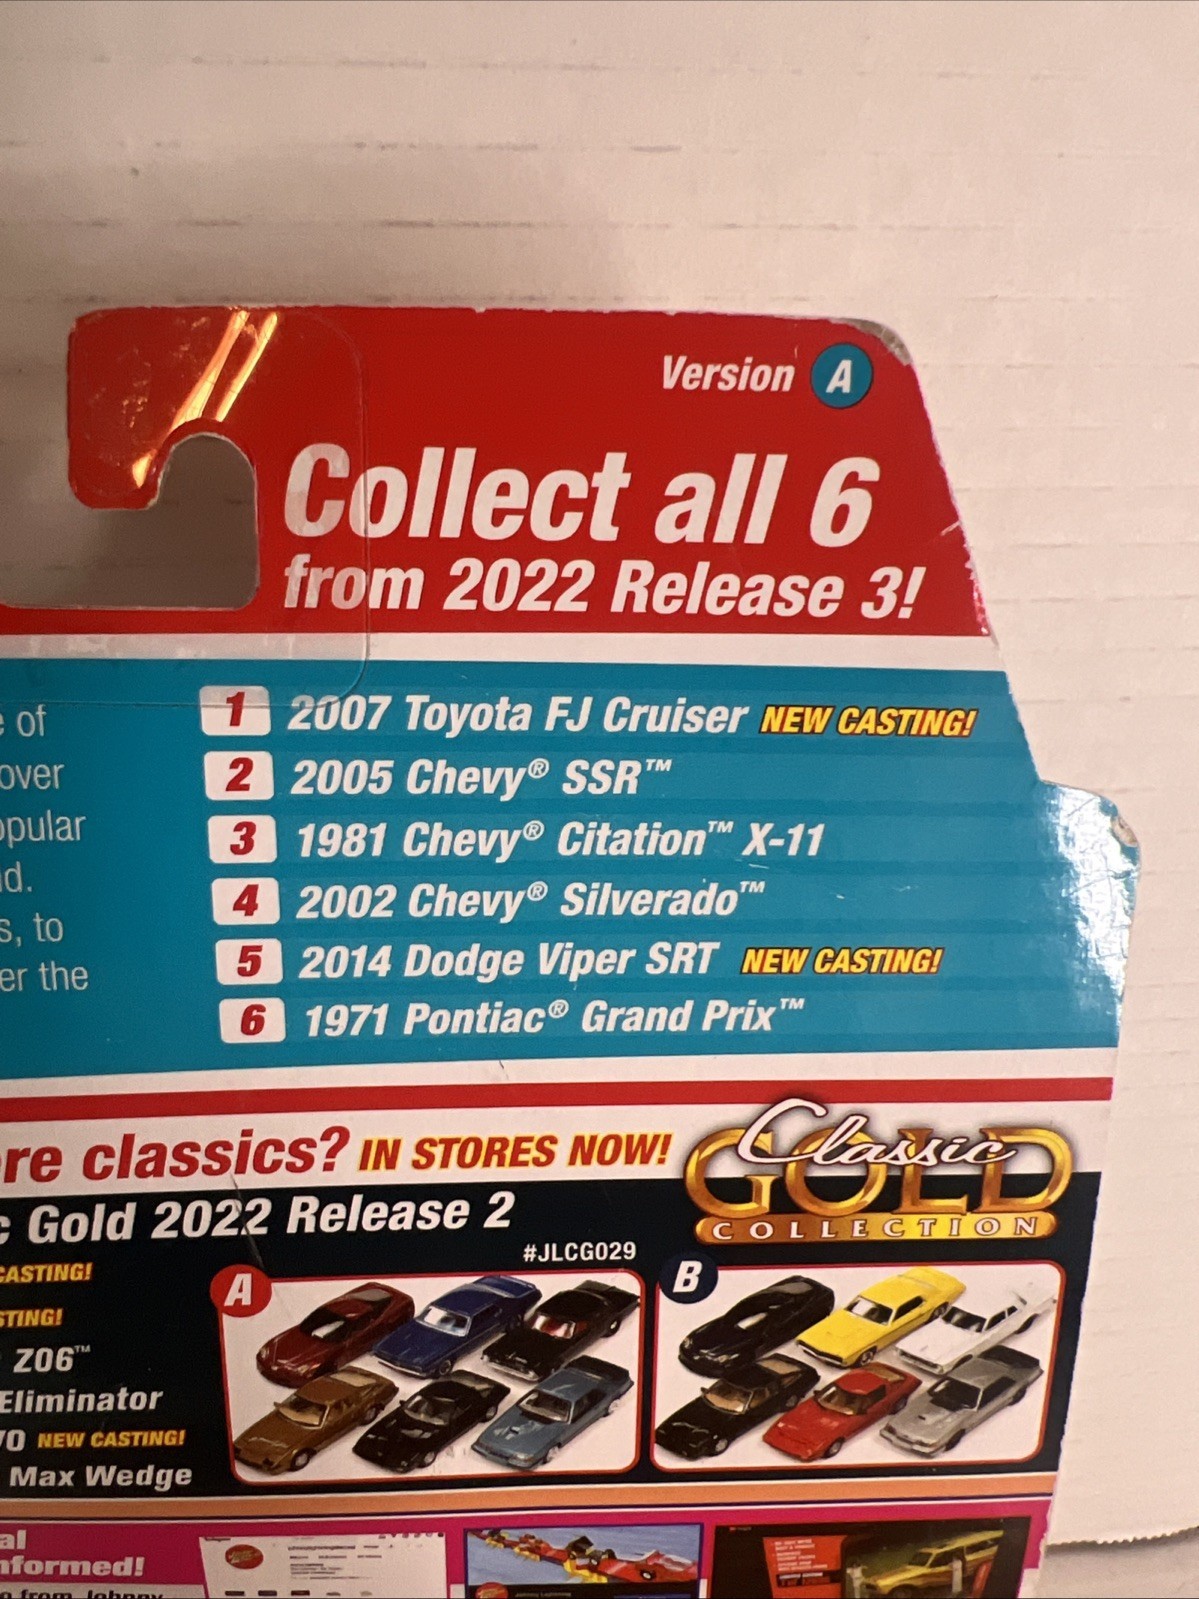 Version A
Collect all 6
from 2022 Release 3!
1 2007 Toyota FJ Cruiser NEW CASTING!
2 2005 Chevy® SSR™
3 1981 Chevy® Citation™ X-11
4 2002 Chevy® Silverado™
5 2014 Dodge Viper SRT NEW CASTING!
6 1971 Pontiac® Grand Prix™
of
over
opular
d.
s, to
er the
re classics? IN STORES NOW!
Classic
GOLD
COLLECTION
c Gold 2022 Release 2
#JLCG029
A
B
CASTING!
STING!
Z06™
Eliminator
0 NEW CASTING!
Max Wedge
al
nformed!
from Johnny